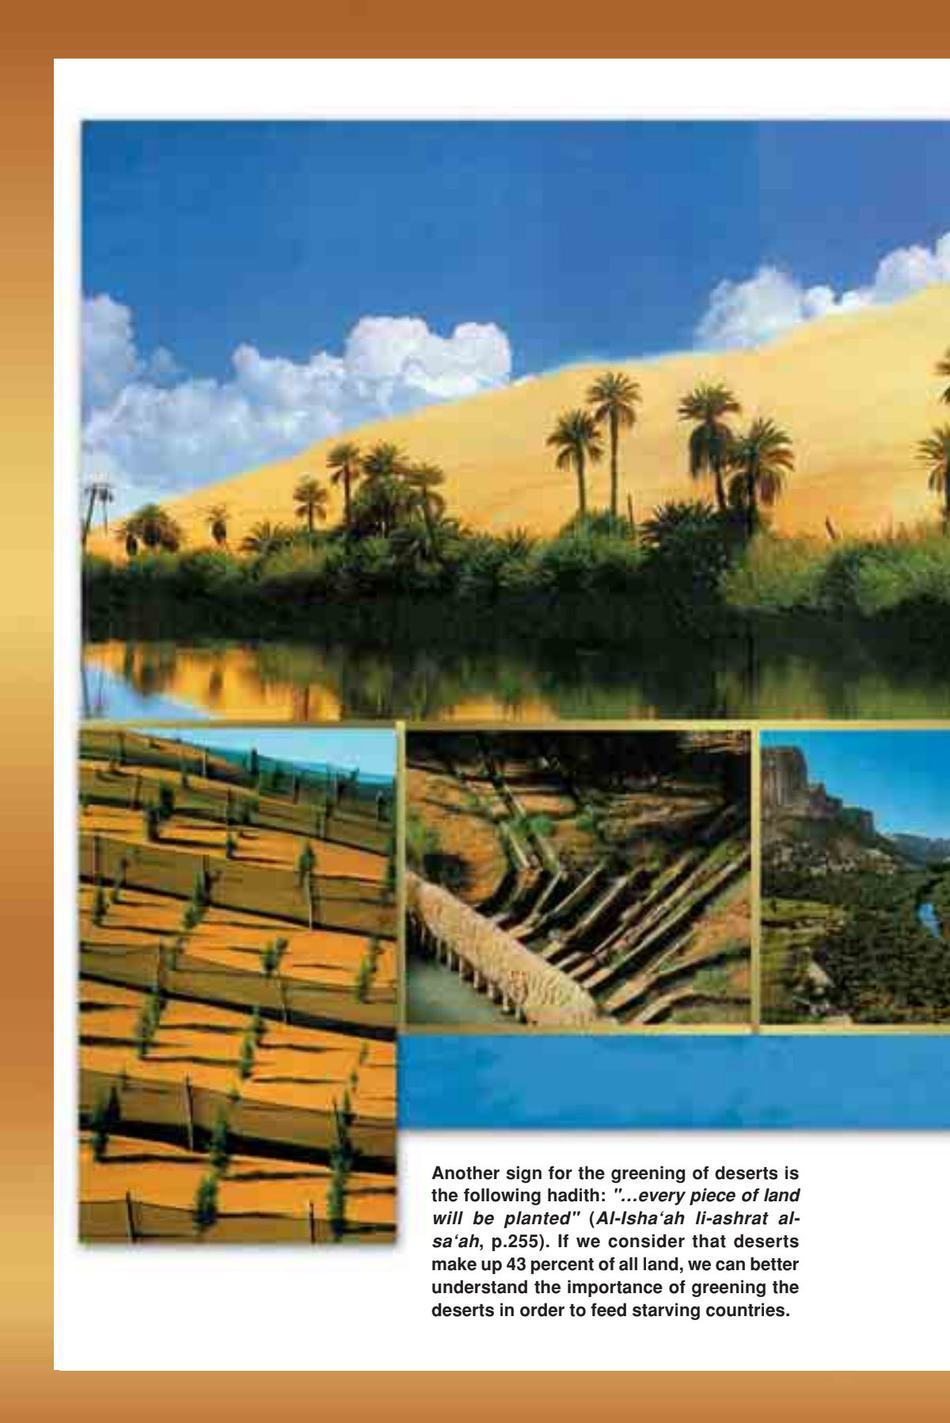 Another sign for the greening of deserts is
the following hadith: "...every piece of land
will be planted" (Al-Isha‘ah li-ashrat al-
sa‘ah, p.255). If we consider that deserts
make up 43 percent of all land, we can better
understand the importance of greening the
deserts in order to feed starving countries.